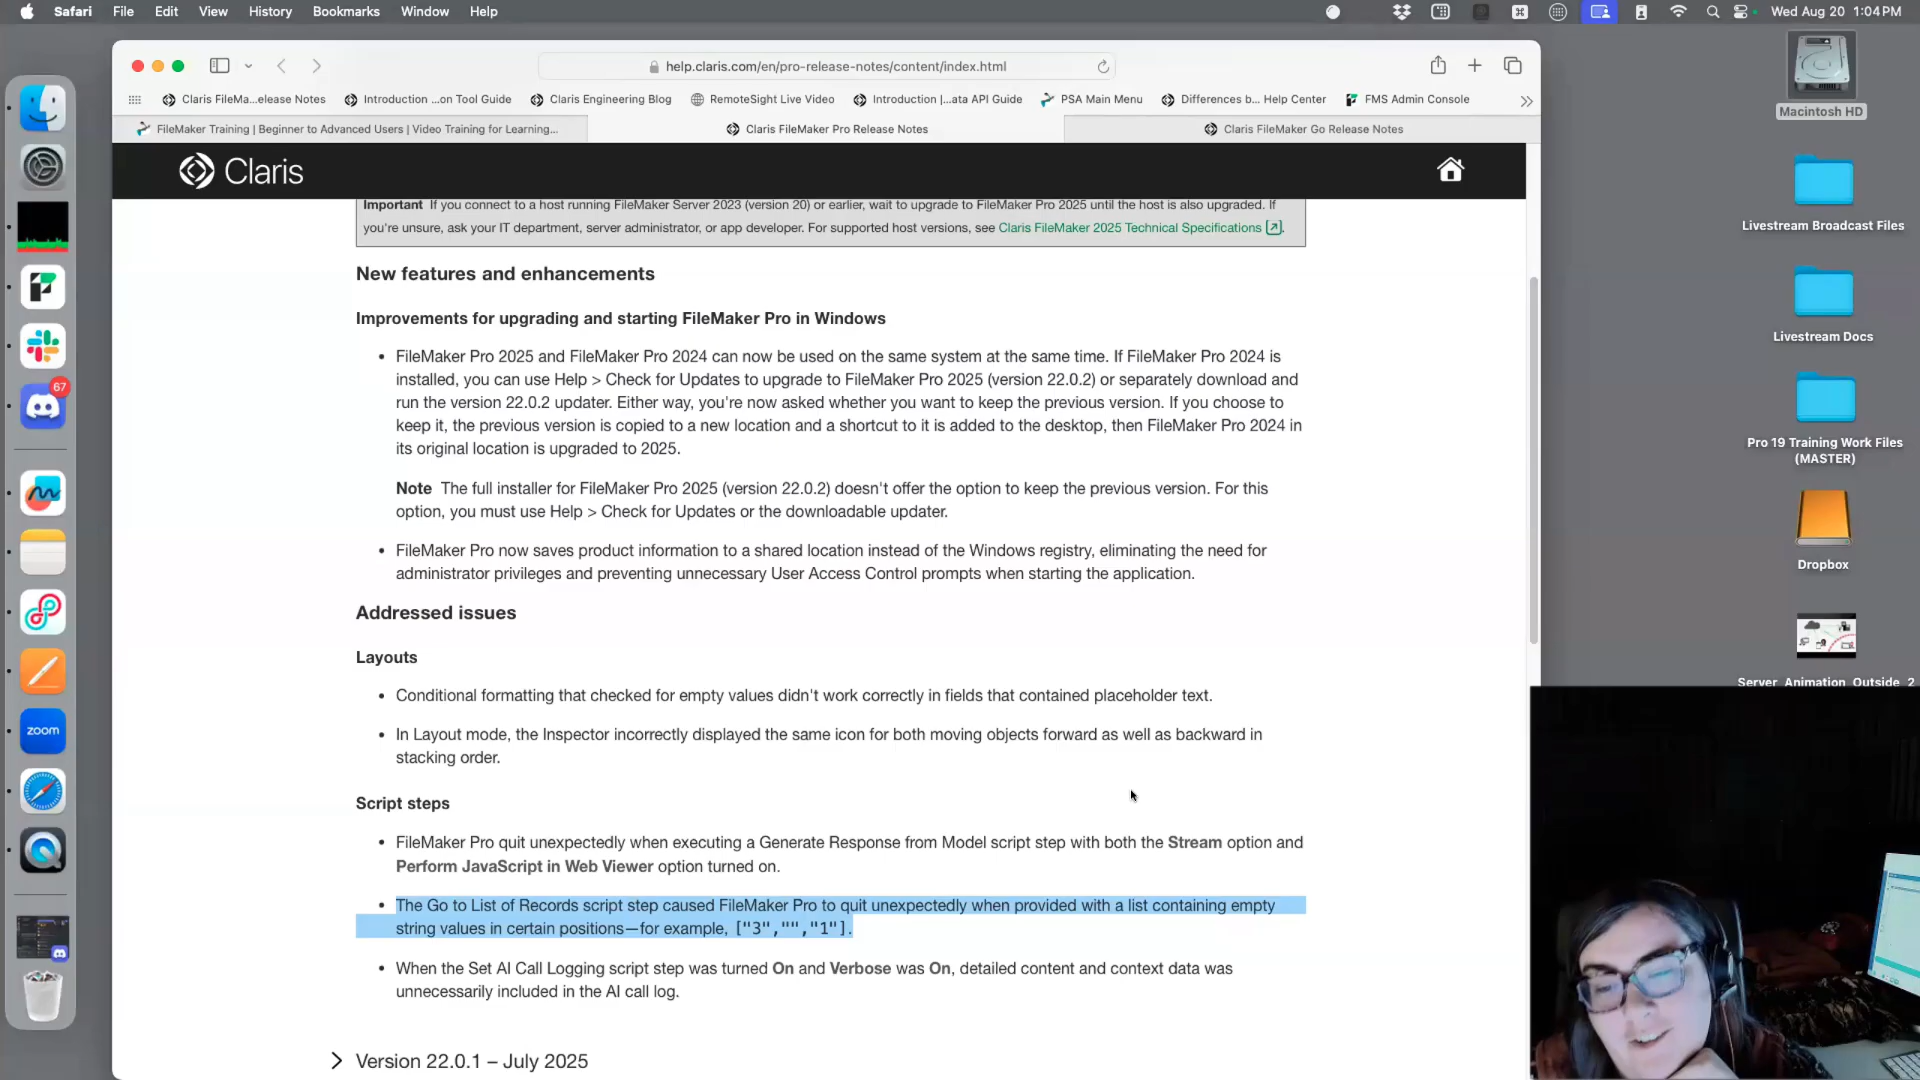 Safari File Edit View History Bookmarks Window Help
Wed Aug 20 1:04 PM
help.claris.com/en/pro-release-notes/content/index.html
Claris FileMa...elease Notes
Introduction ...on Tool Guide
Claris Engineering Blog
RemoteSight Live Video
Introduction |...ata API Guide
PSA Main Menu
Differences b... Help Center
FMS Admin Console
FileMaker Training | Beginner to Advanced Users | Video Training for Learning...
Claris FileMaker Pro Release Notes
Claris FileMaker Go Release Notes
Claris
Important If you connect to a host running FileMaker Server 2023 (version 20) or earlier, wait to upgrade to FileMaker Pro 2025 until the host is also upgraded. If
you're unsure, ask your IT department, server administrator, or app developer. For supported host versions, see Claris FileMaker 2025 Technical Specifications.
New features and enhancements
Improvements for upgrading and starting FileMaker Pro in Windows
• FileMaker Pro 2025 and FileMaker Pro 2024 can now be used on the same system at the same time. If FileMaker Pro 2024 is
installed, you can use Help > Check for Updates to upgrade to FileMaker Pro 2025 (version 22.0.2) or separately download and
run the version 22.0.2 updater. Either way, you're now asked whether you want to keep the previous version. If you choose to
keep it, the previous version is copied to a new location and a shortcut to it is added to the desktop, then FileMaker Pro 2024 in
its original location is upgraded to 2025.
Note The full installer for FileMaker Pro 2025 (version 22.0.2) doesn't offer the option to keep the previous version. For this
option, you must use Help > Check for Updates or the downloadable updater.
• FileMaker Pro now saves product information to a shared location instead of the Windows registry, eliminating the need for
administrator privileges and preventing unnecessary User Access Control prompts when starting the application.
Addressed issues
Layouts
• Conditional formatting that checked for empty values didn't work correctly in fields that contained placeholder text.
• In Layout mode, the Inspector incorrectly displayed the same icon for both moving objects forward as well as backward in
stacking order.
Script steps
• FileMaker Pro quit unexpectedly when executing a Generate Response from Model script step with both the Stream option and
Perform JavaScript in Web Viewer option turned on.
• The Go to List of Records script step caused FileMaker Pro to quit unexpectedly when provided with a list containing empty
string values in certain positions—for example, ["3","","1"].
• When the Set AI Call Logging script step was turned On and Verbose was On, detailed content and context data was
unnecessarily included in the AI call log.
Version 22.0.1 – July 2025
67
zoom
Macintosh HD
Livestream Broadcast Files
Livestream Docs
Pro 19 Training Work Files
(MASTER)
Dropbox
Server_Animation_Outside_2